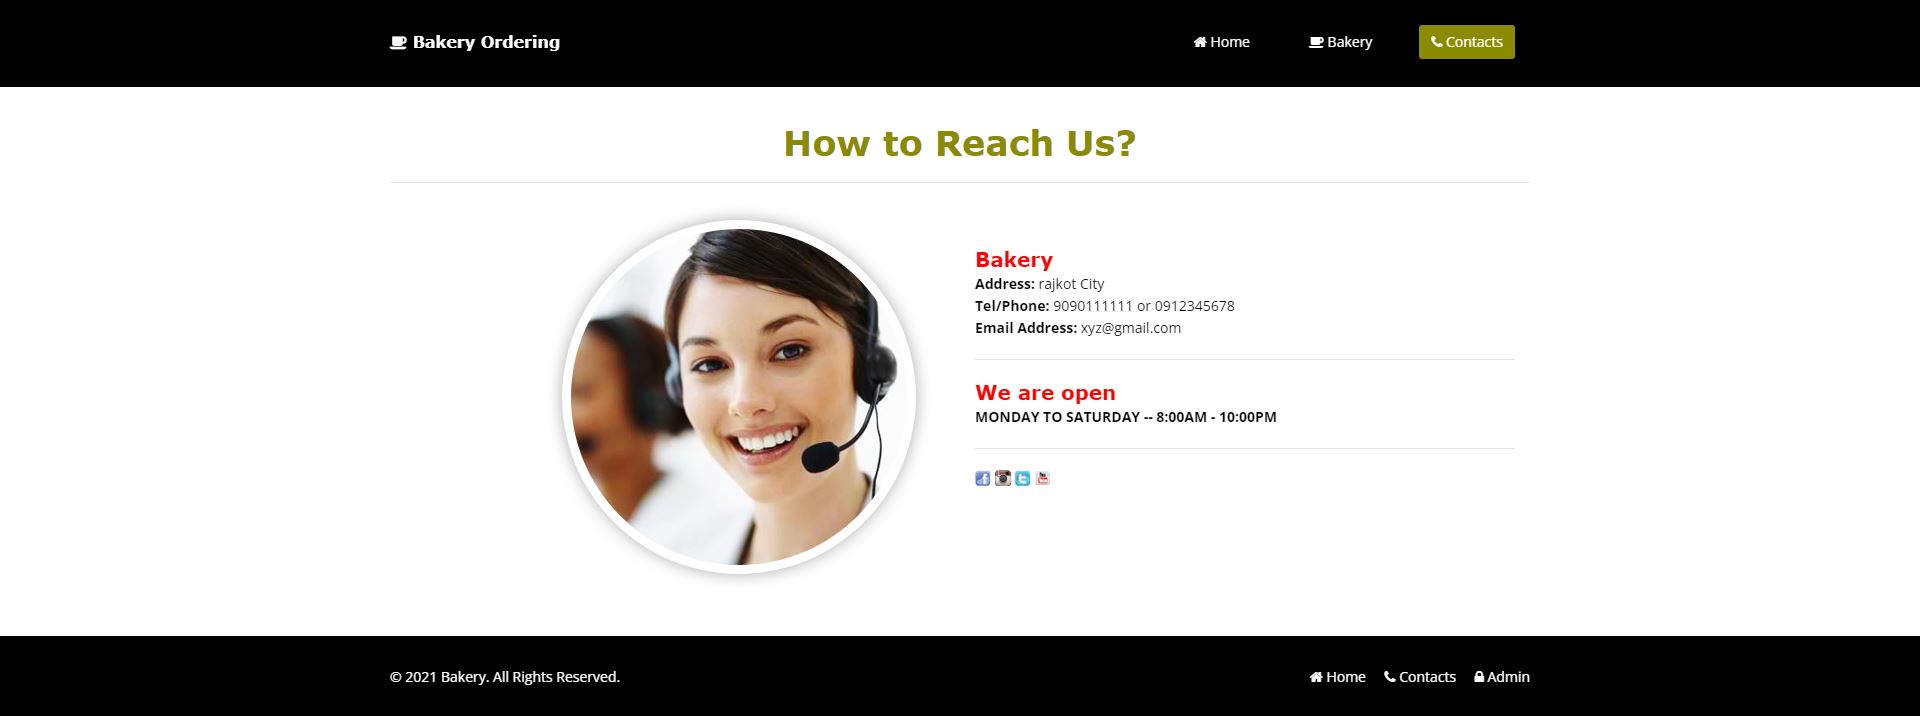 Bakery Ordering
Home
Bakery
Contacts
How to Reach Us?
Bakery
Address: rajkot City
Tel/Phone: 9090111111 or 0912345678
Email Address: xyz@gmail.com
We are open
MONDAY TO SATURDAY -- 8:00AM - 10:00PM
© 2021 Bakery. All Rights Reserved.
Home
Contacts
Admin